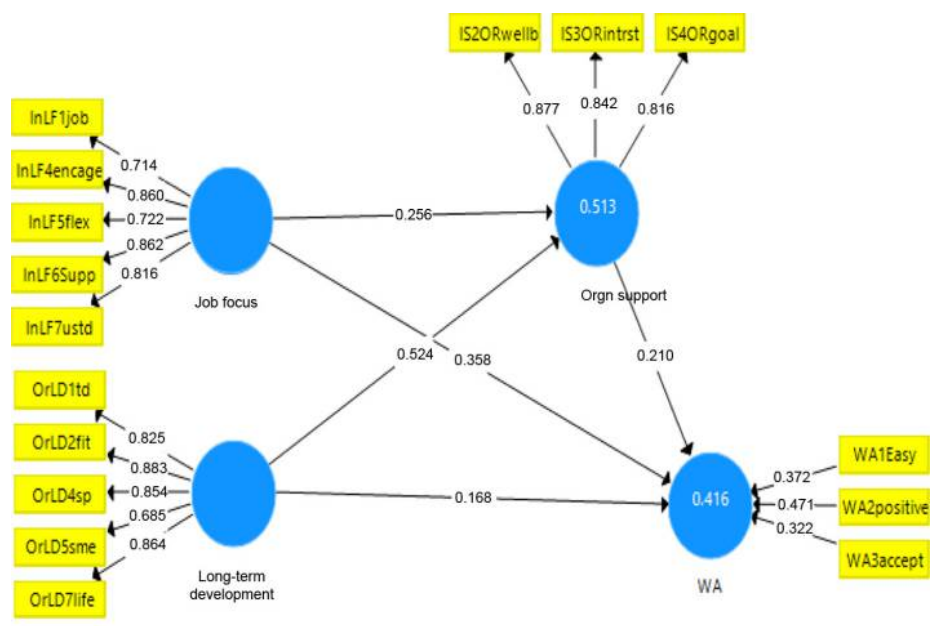 IS2ORwellb
IS3ORintrst
IS4ORgoal
0.877
0.842
0.816
InLF1job
InLF4encage
InLF5flex
InLF6Supp
InLF7ustd
0.714
0.860
0.722
0.862
0.816
Job focus
0.256
0.513
Orgn support
0.524
0.358
0.210
OrLD1td
OrLD2fit
OrLD4sp
OrLD5sme
OrLD7life
0.825
0.883
0.854
0.685
0.864
Long-term
development
0.168
0.416
WA
0.372
0.471
0.322
WA1Easy
WA2positive
WA3accept